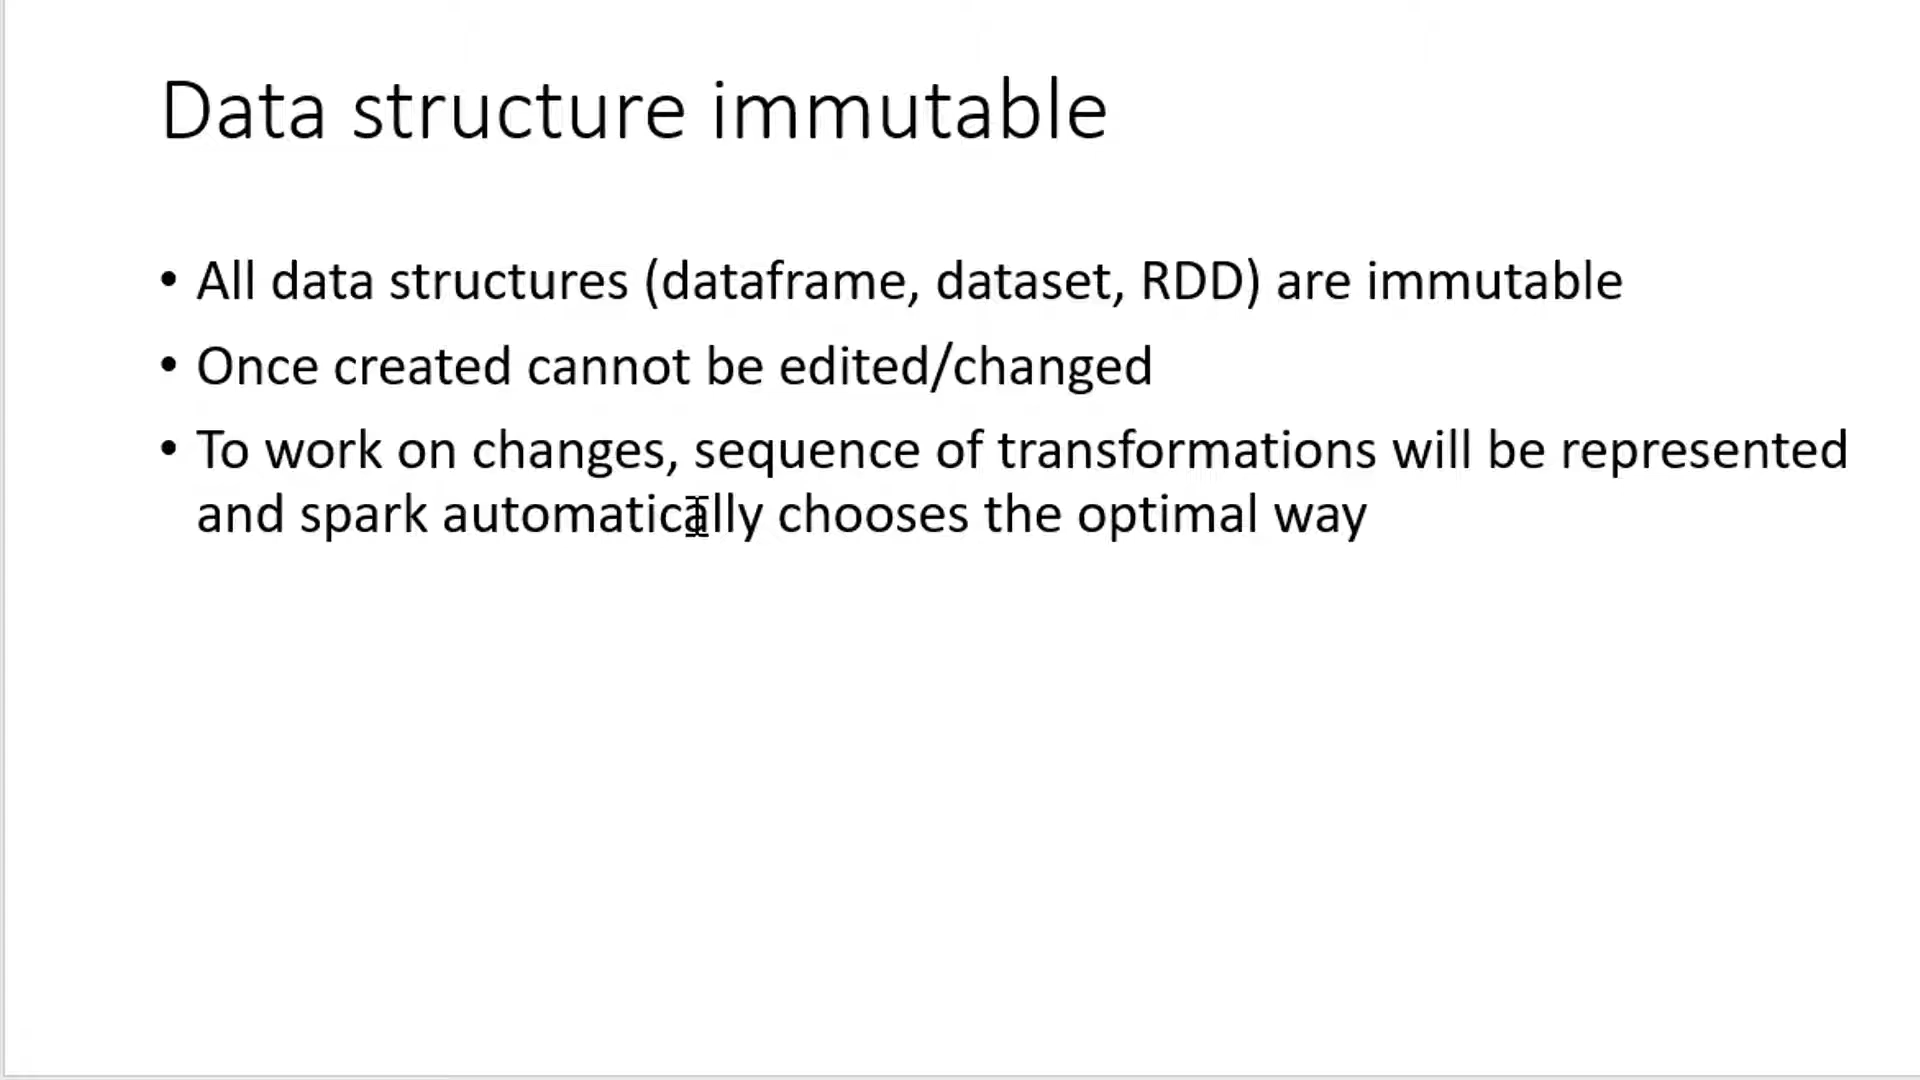 Data structure immutable
• All data structures (dataframe, dataset, RDD) are immutable
• Once created cannot be edited/changed
• To work on changes, sequence of transformations will be represented
and spark automatically chooses the optimal way